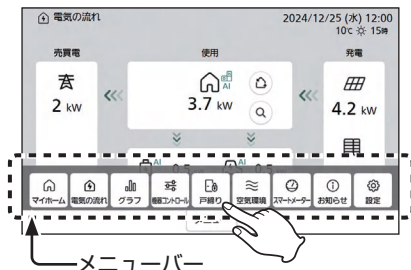 電気の流れ 2024/12/25 (水) 12:00
10℃ 15時
売買電 使用 発電
AI
2 kW 3.7 kW 4.2 kW
AI AI
0.5 0.5
マイホーム 電気の流れ グラフ 機器コントロール 戸締り 空気環境 スマートメーター お知らせ 設定
メニューバー